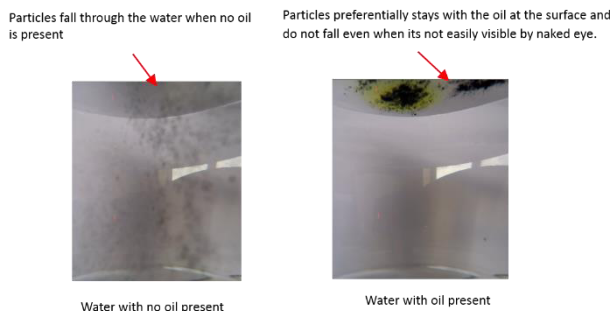 Particles fall through the water when no oil
is present
Particles preferentially stays with the oil at the surface and
do not fall even when its not easily visible by naked eye.
Water with no oil present
Water with oil present